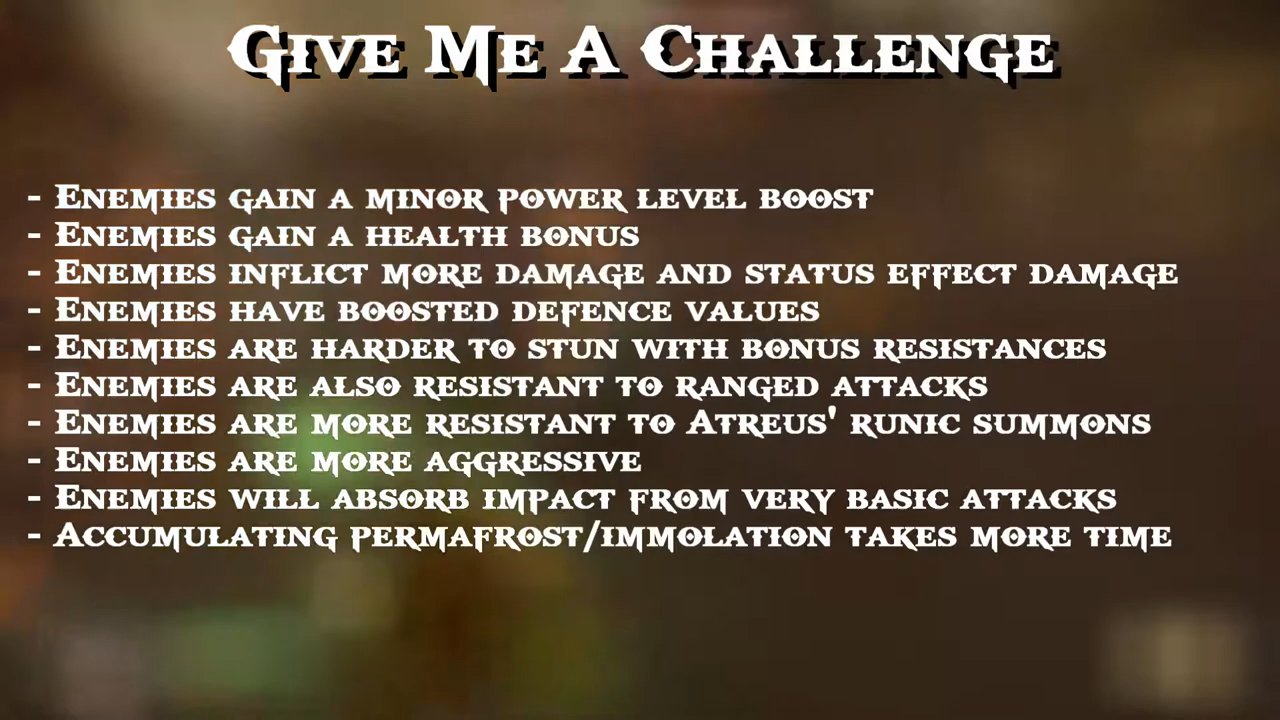 Give Me A Challenge
- Enemies gain a minor power level boost
- Enemies gain a health bonus
- Enemies inflict more damage and status effect damage
- Enemies have boosted defence values
- Enemies are harder to stun with bonus resistances
- Enemies are also resistant to ranged attacks
- Enemies are more resistant to Atreus' runic summons
- Enemies are more aggressive
- Enemies will absorb impact from very basic attacks
- Accumulating permafrost/immolation takes more time